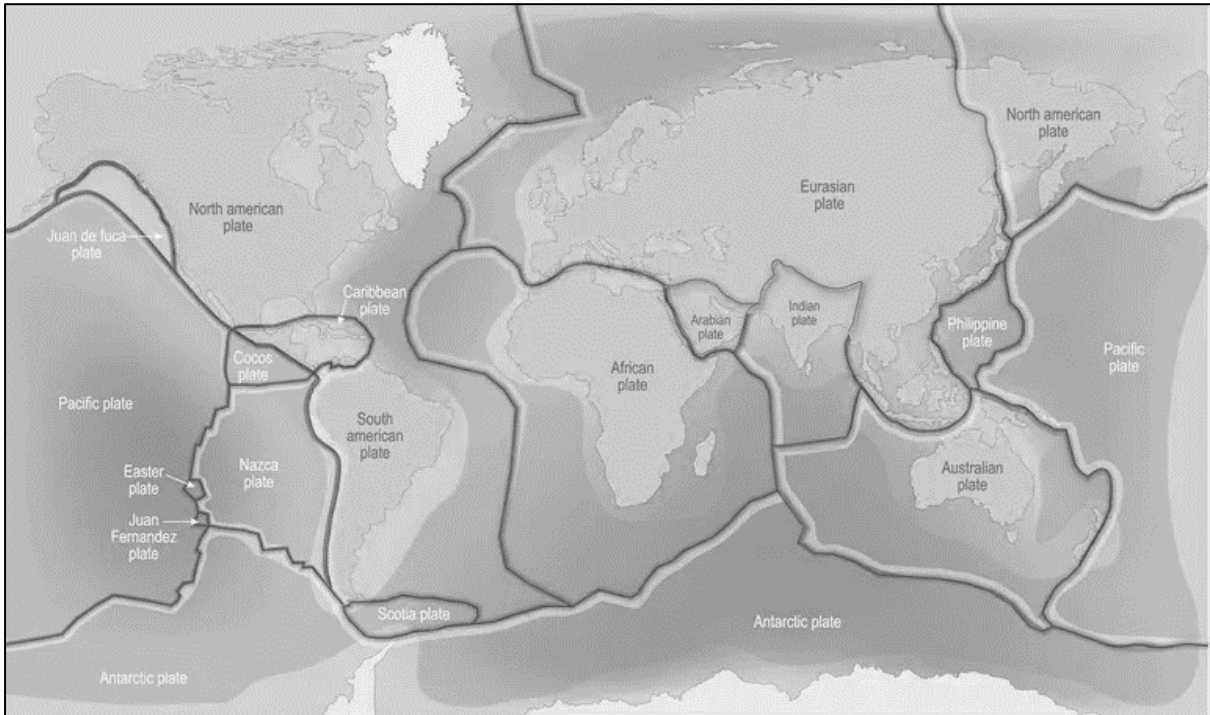 North american
plate
Eurasian
plate
North american
plate
Juan de fuca
plate
Caribbean
plate
Arabian
plate
Indian
plate
Philippine
plate
Cocos
plate
African
plate
Pacific
plate
Pacific plate
South
american
plate
Nazca
plate
Easter
plate
Australian
plate
Juan
Fernandez
plate
Scotia plate
Antarctic plate
Antarctic plate